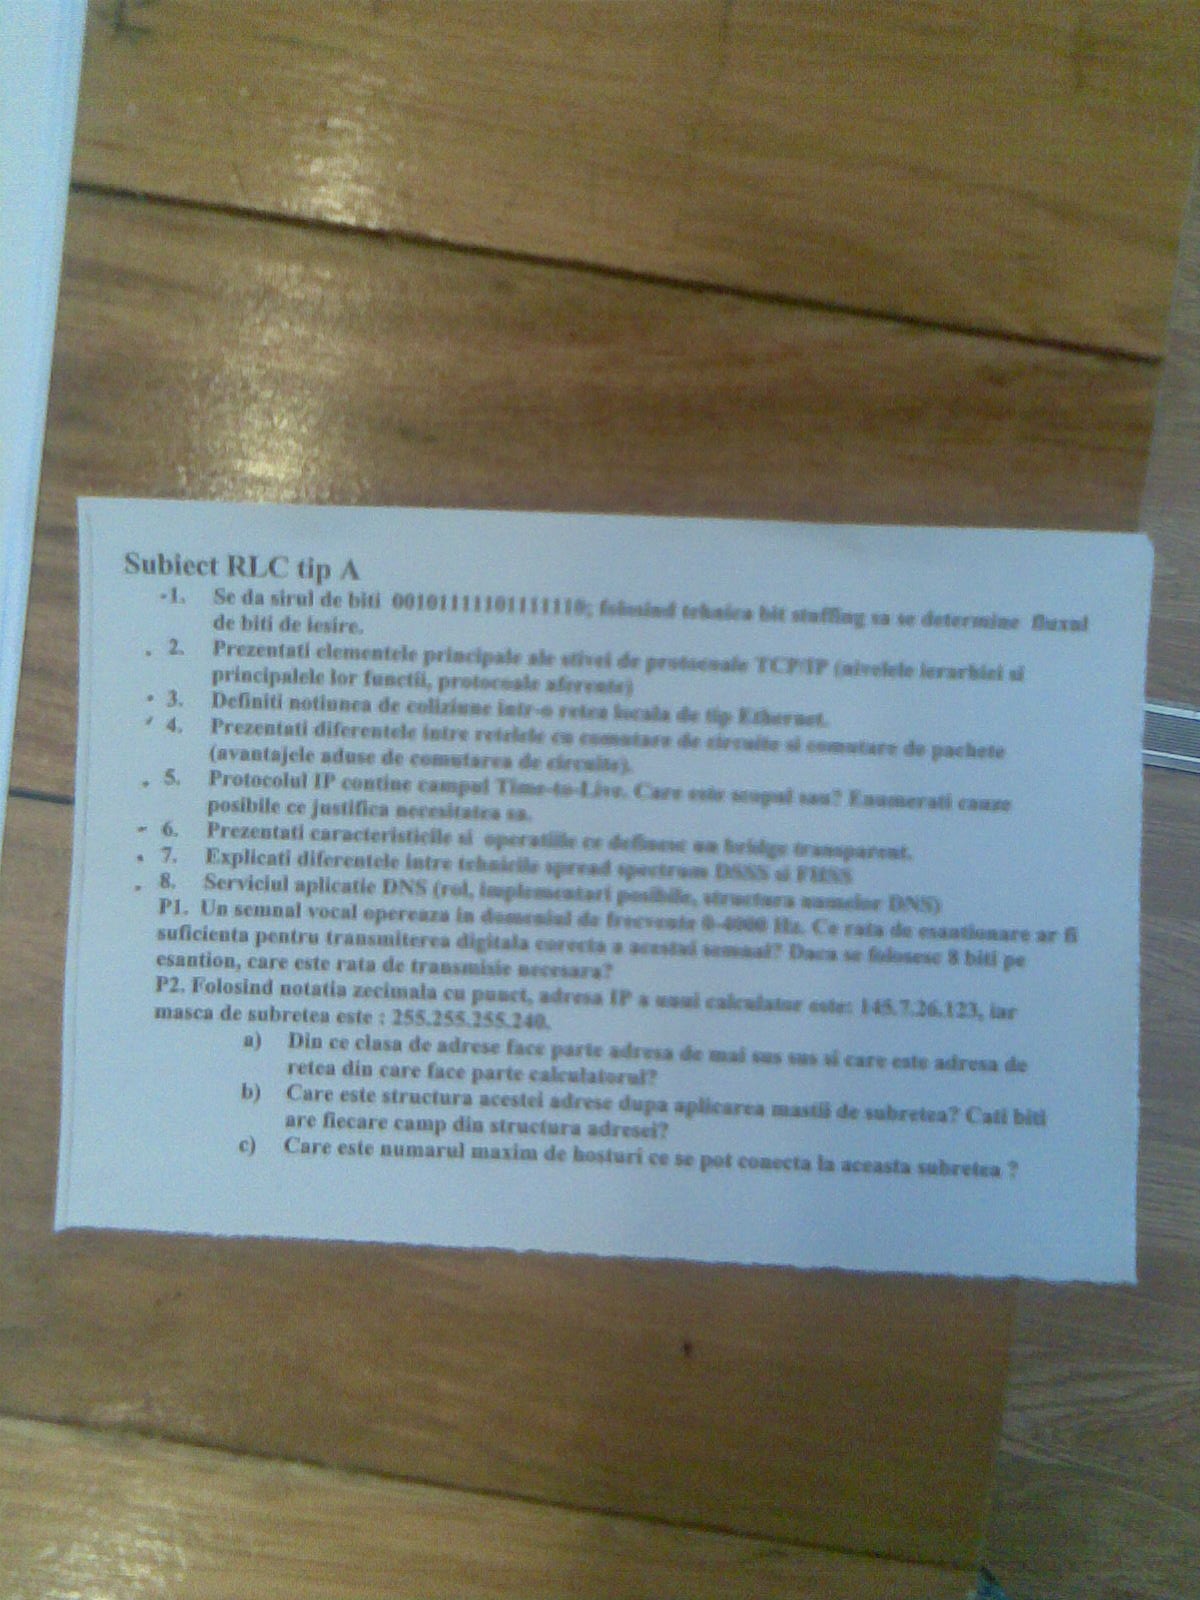 Subiect RLC tip A
1. Se da sirul de biti folosind tehnica bit stuffing sa se determine fluxul
de biti de iesire.
2. Prezentati elementele principale ale stivei de protocoale TCP/IP (nivelele ierarhiei si
principalele lor functii, protocoale aferente)
3. Definiti notiunea de coliziune intr-o retea locala de tip Ethernet.
4. Prezentati diferentele intre retelele cu comutare de circuite si comutare de pachete
(avantajele aduse de comutarea de circuite).
5. Protocolul IP contine campul Time-to-Live. Care este scopul sau? Enumerati cauze
posibile ce justifica necesitatea sa.
6. Prezentati caracteristicile si operatiile ce definesc un bridge transparent.
7. Explicati diferentele intre tehnicile spread spectrum DSSS si FHSS
8. Serviciul aplicatie DNS (rol, implementari posibile, structura numelor DNS)
P1. Un semnal vocal opereaza in domeniul de frecvente 0-4000 Hz. Ce rata de esantionare ar fi
suficienta pentru transmiterea digitala corecta a acestui semnal? Daca se folosesc 8 biti pe
esantion, care este rata de transmisie necesara?
P2. Folosind notatia zecimala cu punct, adresa IP a unui calculator este: 145.7.26.123, iar
masca de subretea este : 255.255.255.240.
a) Din ce clasa de adrese face parte adresa de mai sus sus si care este adresa de
retea din care face parte calculatorul?
b) Care este structura acestei adrese dupa aplicarea mastii de subretea? Cati biti
are fiecare camp din structura adresei?
c) Care este numarul maxim de hosturi ce se pot conecta la aceasta subretea ?